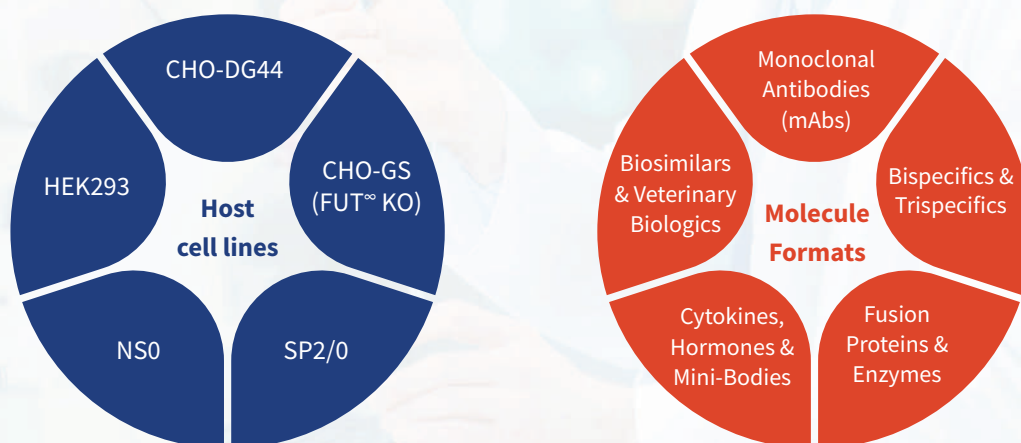 CHO-DG44
CHO-GS
(FUT∞ KO)
SP2/0
NS0
HEK293
Host
cell lines
Monoclonal
Antibodies
(mAbs)
Bispecifics &
Trispecifics
Fusion
Proteins &
Enzymes
Cytokines,
Hormones &
Mini-Bodies
Biosimilars
& Veterinary
Biologics
Molecule
Formats